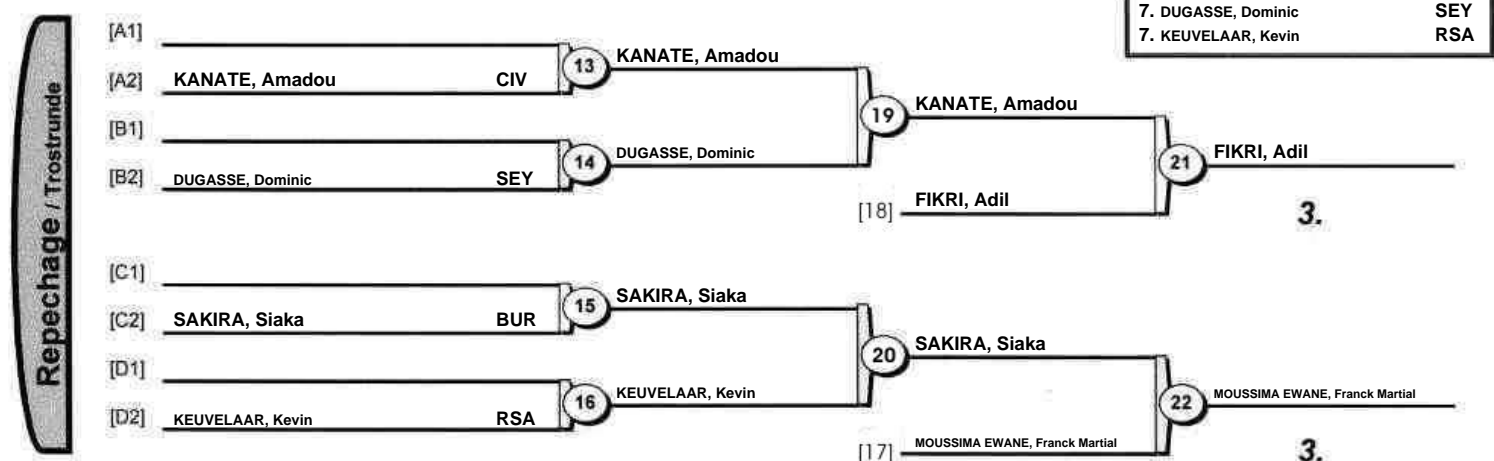 7. DUGASSE, Dominic SEY
7. KEUVELAAR, Kevin RSA
Repechage / Trostrunde
[A1]
[A2] KANATE, Amadou CIV
13 KANATE, Amadou
[B1]
[B2] DUGASSE, Dominic SEY
14 DUGASSE, Dominic
19 KANATE, Amadou
[18] FIKRI, Adil
21 FIKRI, Adil
3.
[C1]
[C2] SAKIRA, Siaka BUR
15 SAKIRA, Siaka
[D1]
[D2] KEUVELAAR, Kevin RSA
16 KEUVELAAR, Kevin
20 SAKIRA, Siaka
[17] MOUSSIMA EWANE, Franck Martial
22 MOUSSIMA EWANE, Franck Martial
3.